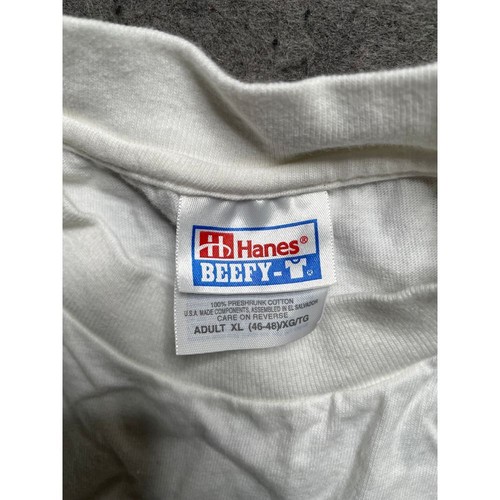 Hanes®
BEEFY-T
100% PRESHRUNK COTTON
U.S.A. MADE COMPONENTS, ASSEMBLED IN EL SALVADOR
CARE ON REVERSE
ADULT XL (46-48)/XG/TG